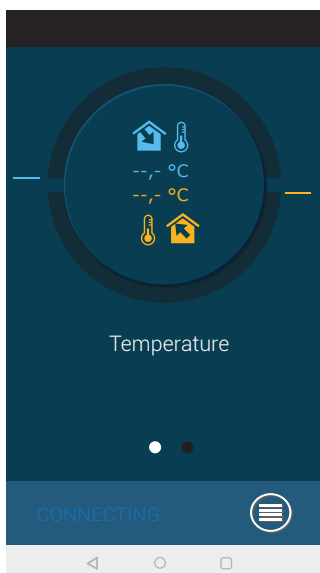 --,- °C
--,- °C
Temperature
CONNECTING...